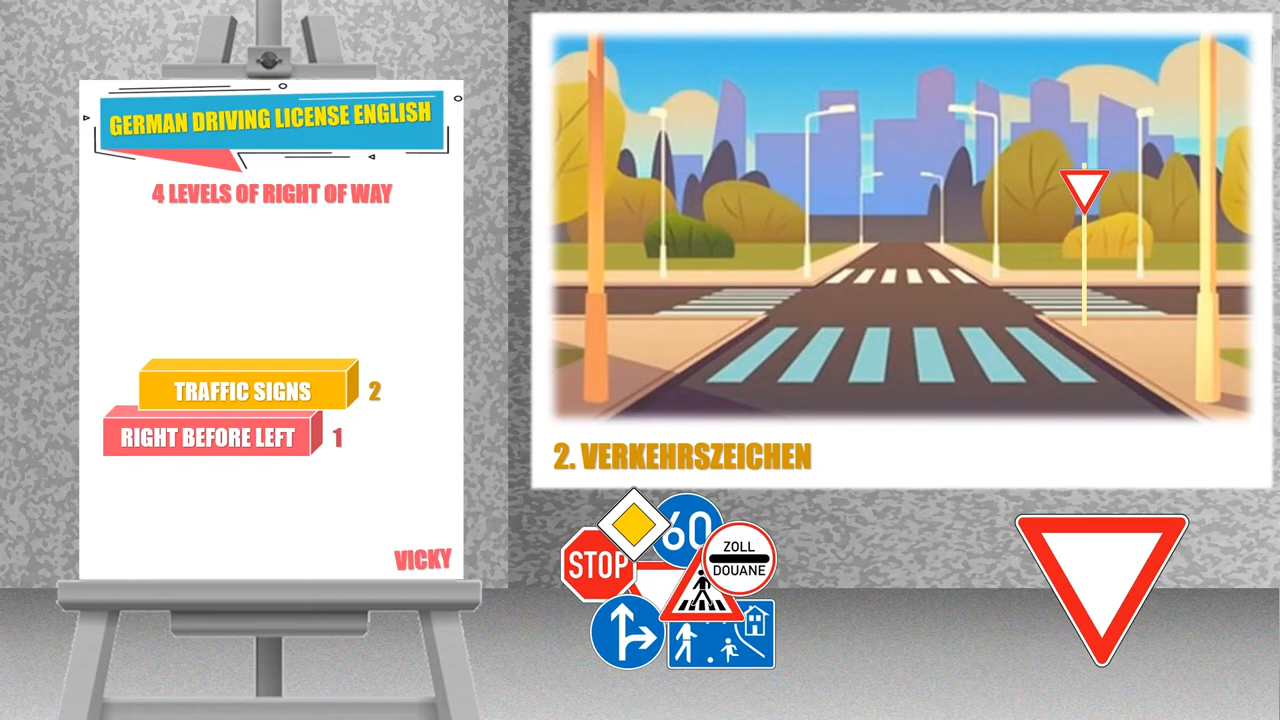 GERMAN DRIVING LICENSE ENGLISH
4 LEVELS OF RIGHT OF WAY
TRAFFIC SIGNS 2
RIGHT BEFORE LEFT 1
VICKY
2. VERKEHRSZEICHEN
60
STOP
ZOLL
DOUANE